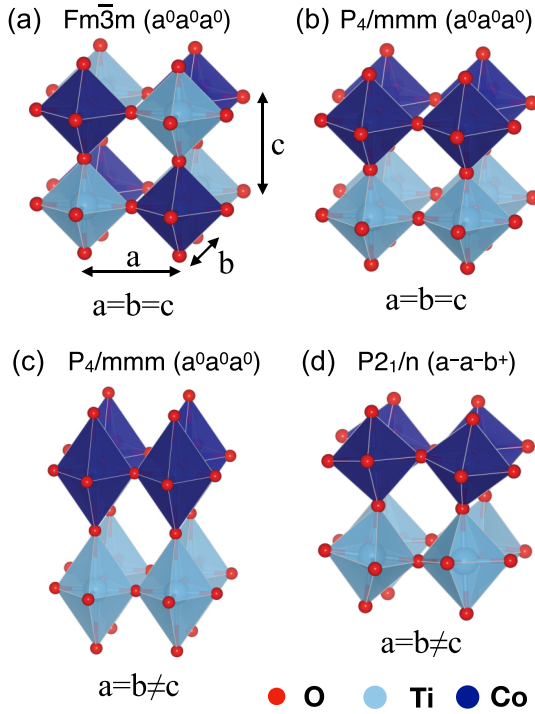 (a) Fm3̅m (a⁰a⁰a⁰)
(b) P₄/mmm (a⁰a⁰a⁰)
c
a
b
a=b=c
a=b=c
(c) P₄/mmm (a⁰a⁰a⁰)
(d) P2₁/n (a⁻a⁻b⁺)
a=b≠c
a=b≠c
O Ti Co